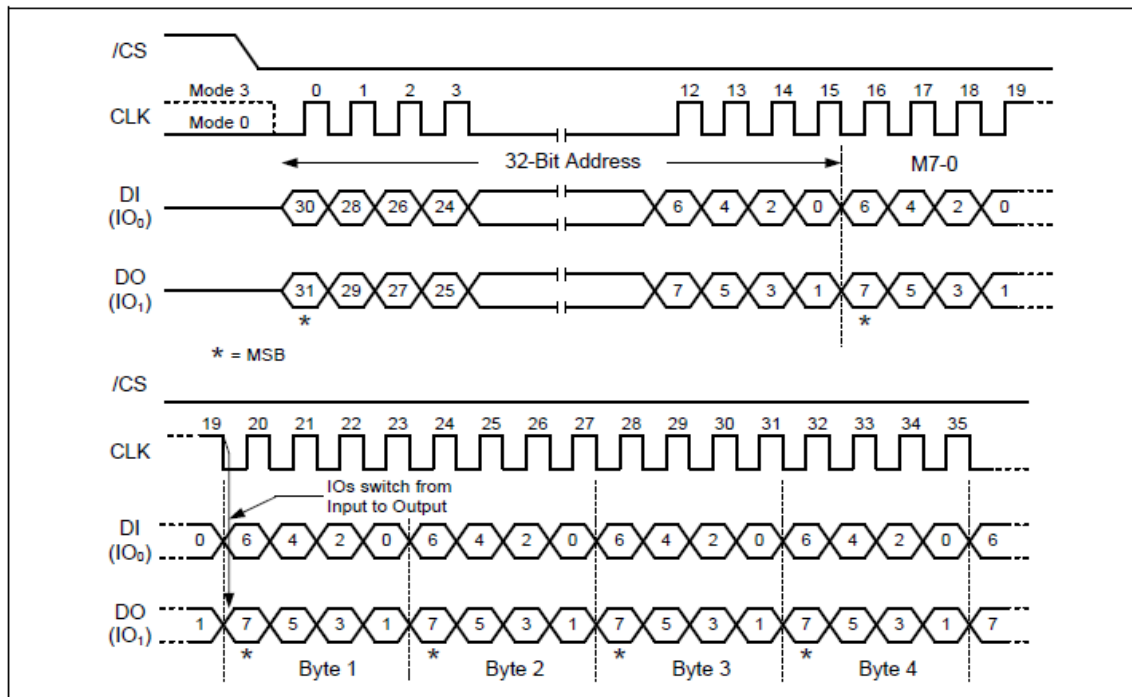 /CS
Mode 3 0 1 2 3 12 13 14 15 16 17 18 19
CLK
Mode 0
32-Bit Address M7-0
DI
(IO₀) 30 28 26 24 6 4 2 0 6 4 2 0
DO
(IO₁) 31 29 27 25 7 5 3 1 7 5 3 1
* *
* = MSB
/CS
19 20 21 22 23 24 25 26 27 28 29 30 31 32 33 34 35
CLK
IOs switch from
Input to Output
DI
(IO₀) 0 6 4 2 0 6 4 2 0 6 4 2 0 6 4 2 0 6
DO
(IO₁) 1 7 5 3 1 7 5 3 1 7 5 3 1 7 5 3 1 7
* * * *
Byte 1 Byte 2 Byte 3 Byte 4